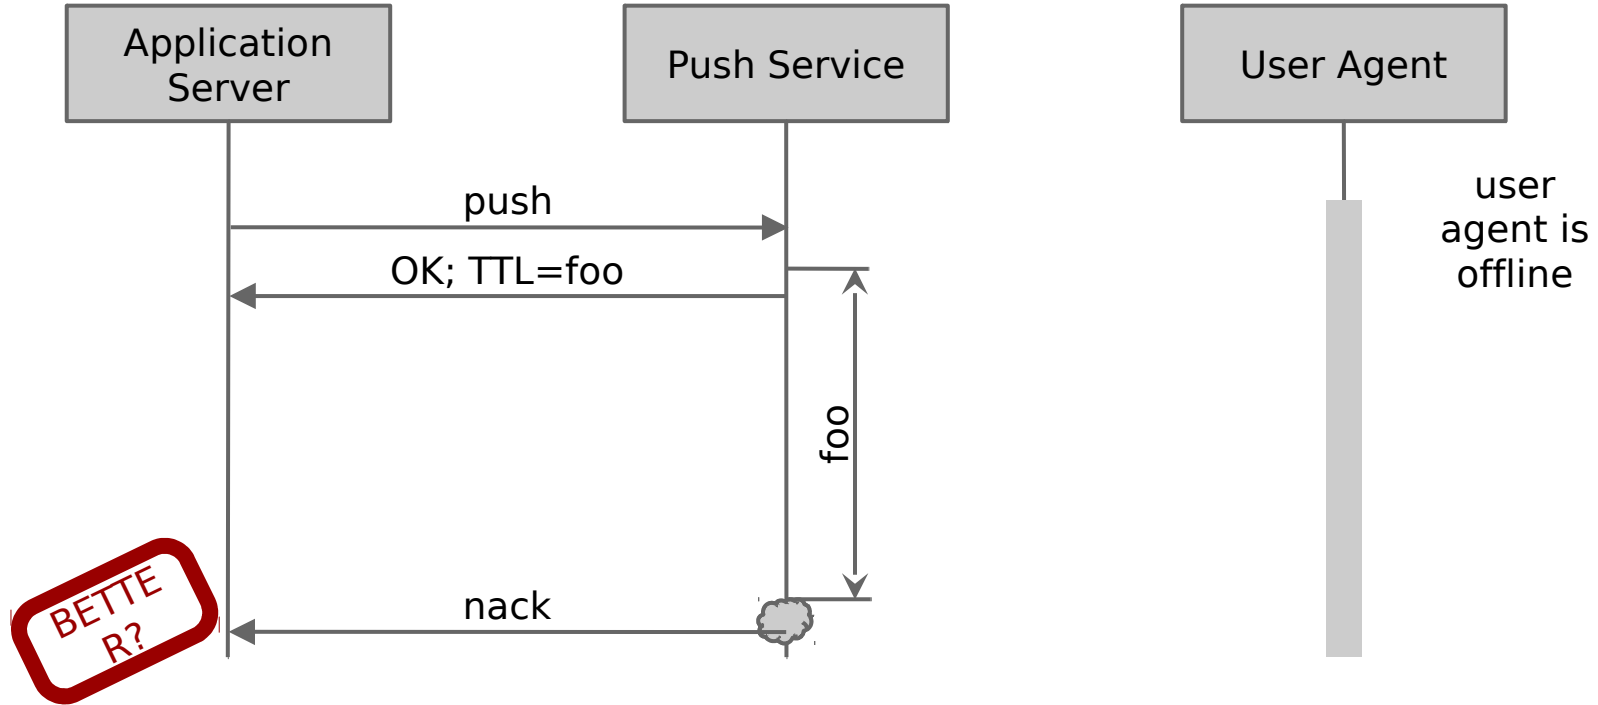 Application
Server
Push Service
User Agent
push
OK; TTL=foo
user
agent is
offline
foo
nack
BETTE
R?